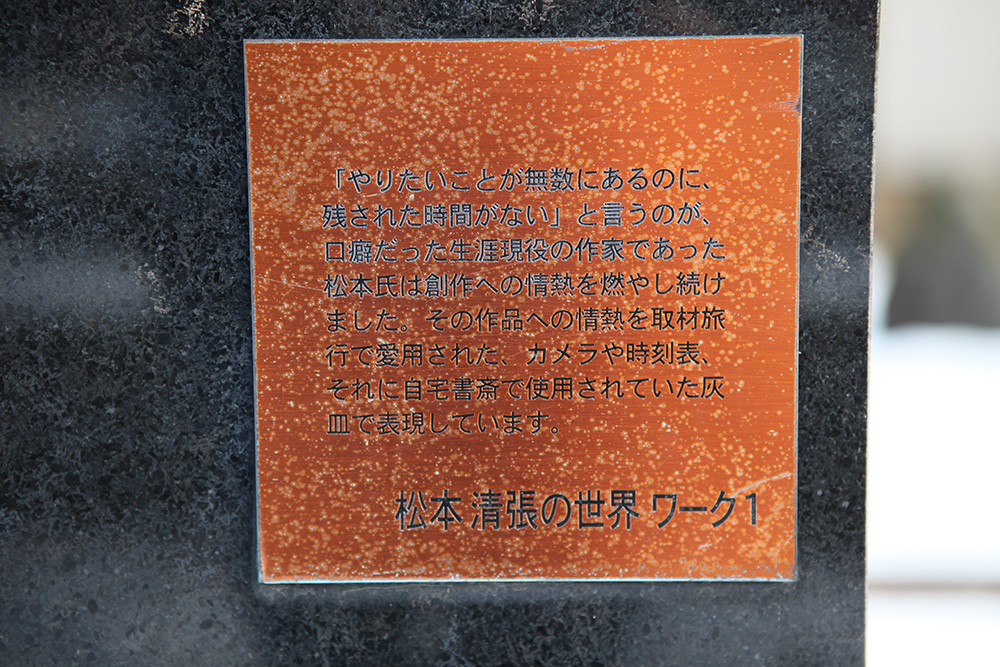 「やりたいことが無数にあるのに、
残された時間がない」と言うのが、
口癖だった生涯現役の作家であった
松本氏は創作への情熱を燃やし続け
ました。その作品への情熱を取材旅
行で愛用された、カメラや時刻表、
それに自宅書斎で使用されていた灰
皿で表現しています。
松本 清張の世界 ワーク1